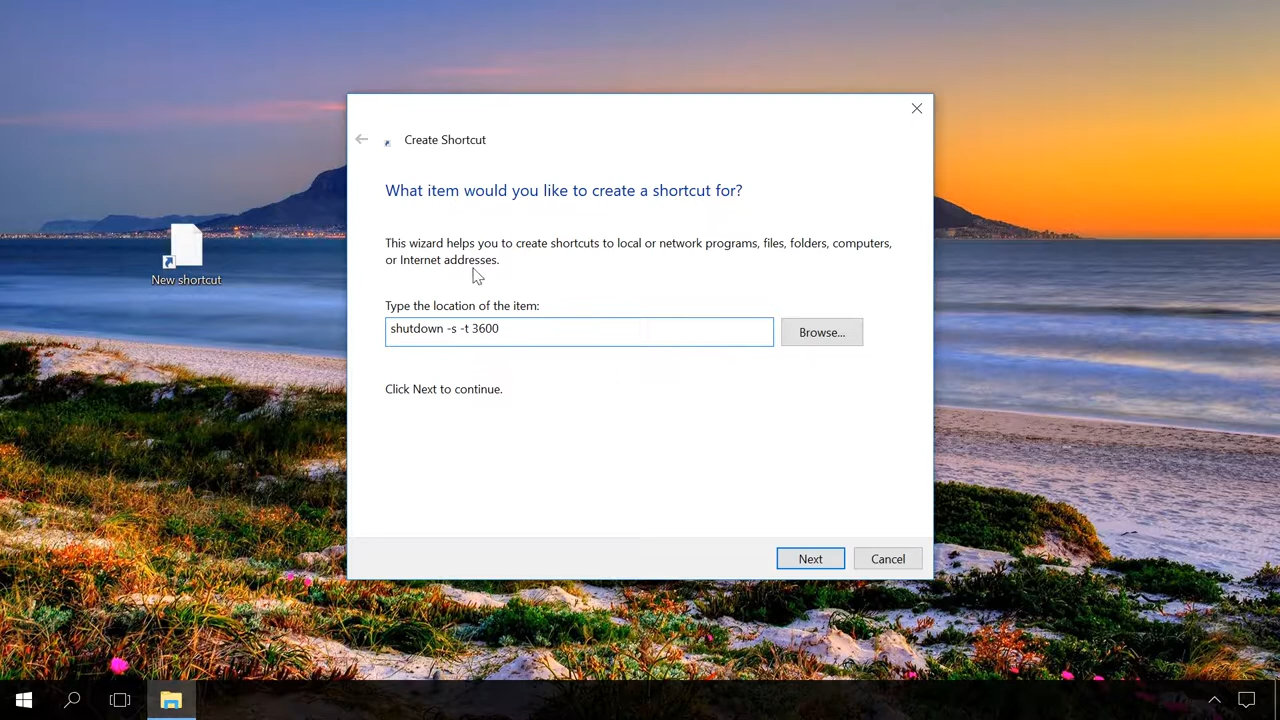 Create Shortcut
What item would you like to create a shortcut for?
This wizard helps you to create shortcuts to local or network programs, files, folders, computers,
or Internet addresses.
New shortcut
Type the location of the item:
shutdown -s -t 3600
Browse...
Click Next to continue.
Next
Cancel